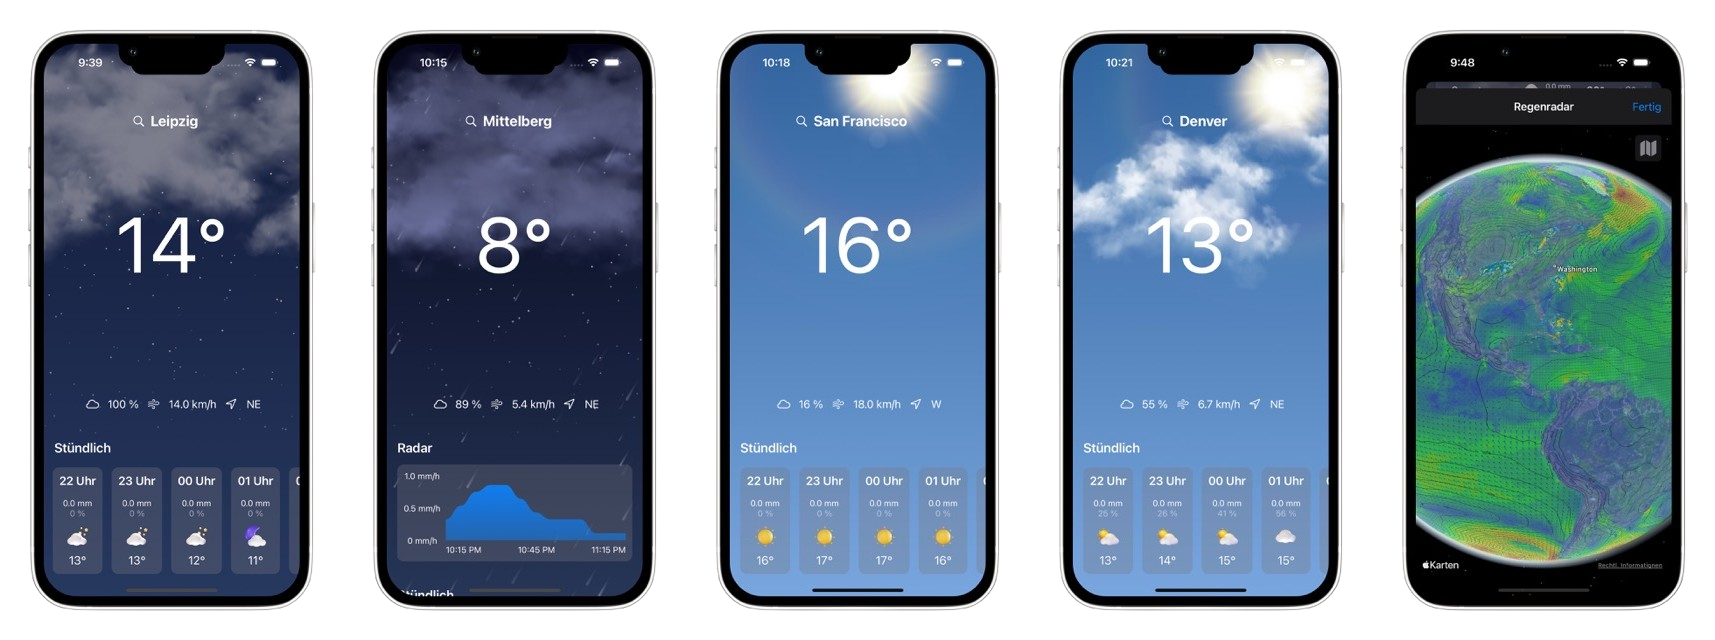 9:39
Leipzig
14°
100 % 14.0 km/h NE
Stündlich
22 Uhr 23 Uhr 00 Uhr 01 Uhr
0.0 mm 0.0 mm 0.0 mm 0.0 mm
0 % 0 % 0 % 0 %
13° 13° 12° 11°
10:15
Mittelberg
8°
89 % 5.4 km/h NE
Radar
1.0 mm/h
0.5 mm/h
0 mm/h
10:15 PM 10:45 PM 11:15 PM
Stündlich
10:18
San Francisco
16°
16 % 18.0 km/h W
Stündlich
22 Uhr 23 Uhr 00 Uhr 01 Uhr
0.0 mm 0.0 mm 0.0 mm 0.0 mm
0 % 0 % 0 % 0 %
16° 17° 17° 16°
10:21
Denver
13°
55 % 6.7 km/h NE
Stündlich
22 Uhr 23 Uhr 00 Uhr 01 Uhr
0.0 mm 0.0 mm 0.0 mm 0.0 mm
25 % 26 % 41 % 56 %
13° 14° 15° 15°
9:48
0.0 mm
Regenradar Fertig
Washington
Karten Rechtl. Informationen